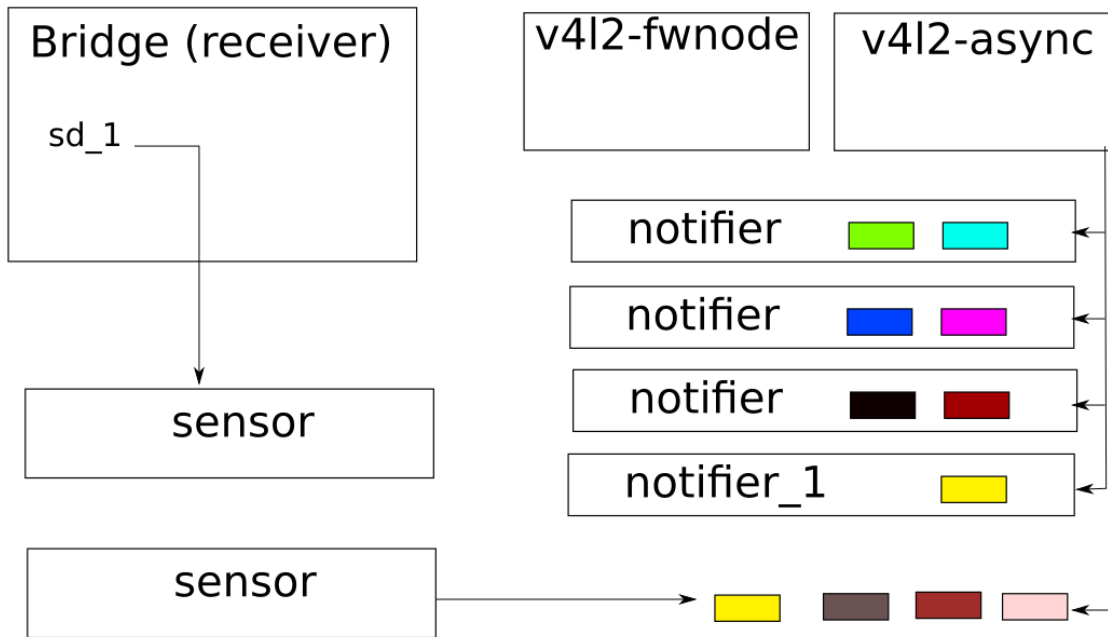 Bridge (receiver)
sd_1
v4l2-fwnode
v4l2-async
notifier
notifier
notifier
notifier_1
sensor
sensor